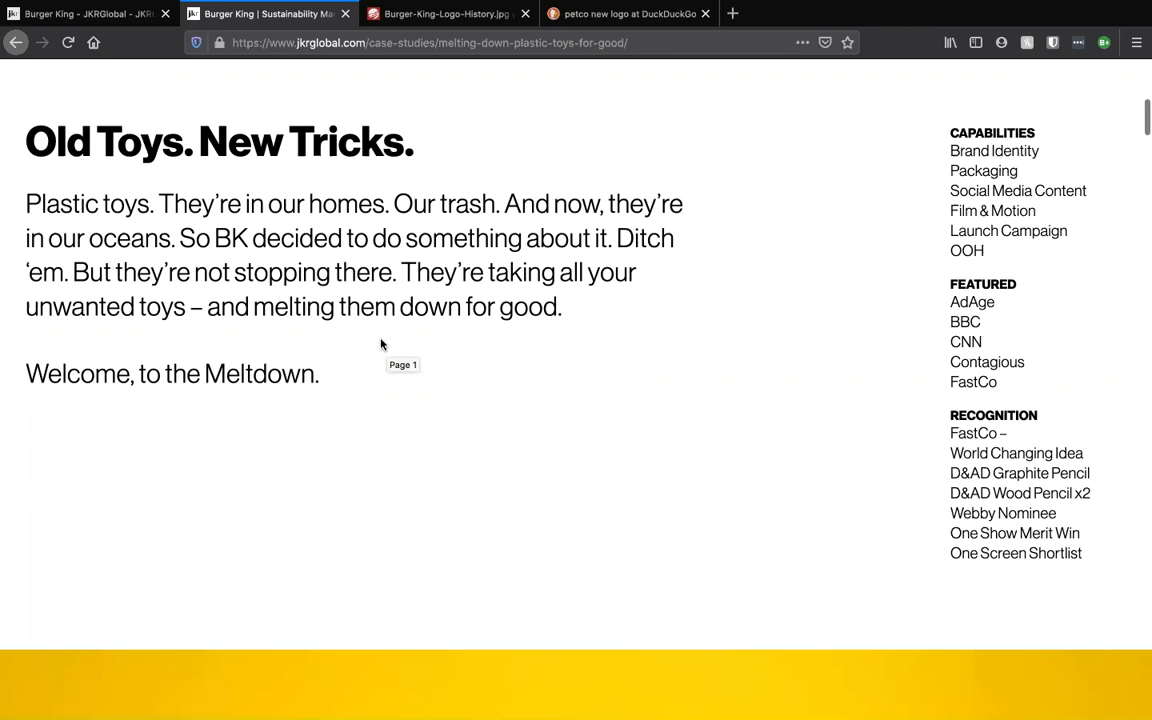 Burger King - JKRGlobal - JKR
Burger King | Sustainability Ma
Burger-King-Logo-History.jpg
petco new logo at DuckDuckGo
https://www.jkrglobal.com/case-studies/melting-down-plastic-toys-for-good/
Old Toys. New Tricks.
Plastic toys. They’re in our homes. Our trash. And now, they’re
in our oceans. So BK decided to do something about it. Ditch
‘em. But they’re not stopping there. They’re taking all your
unwanted toys – and melting them down for good.
Page 1
Welcome, to the Meltdown.
CAPABILITIES
Brand Identity
Packaging
Social Media Content
Film & Motion
Launch Campaign
OOH
FEATURED
AdAge
BBC
CNN
Contagious
FastCo
RECOGNITION
FastCo –
World Changing Idea
D&AD Graphite Pencil
D&AD Wood Pencil x2
Webby Nominee
One Show Merit Win
One Screen Shortlist